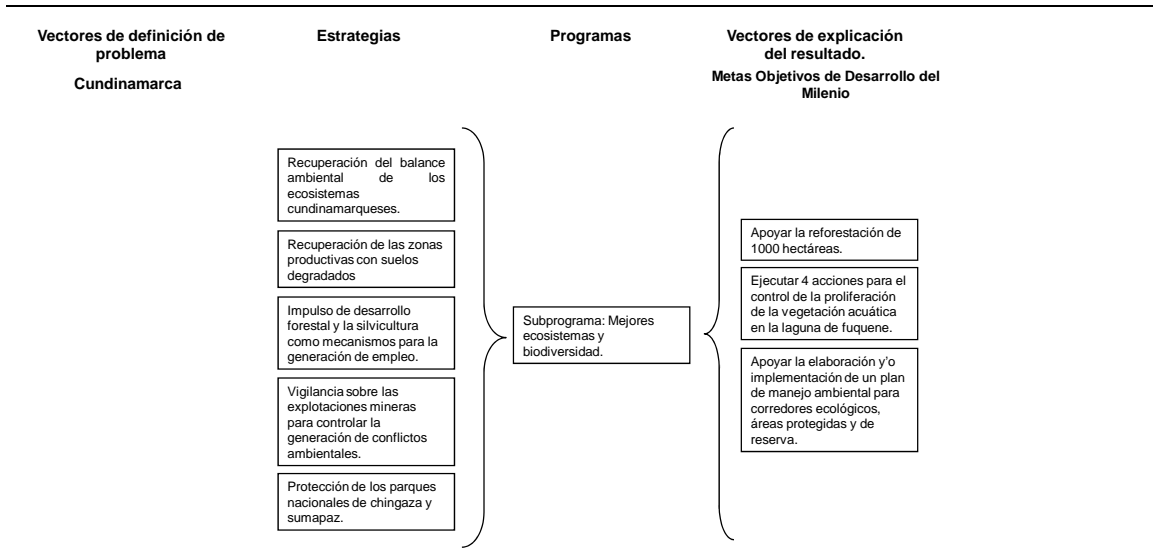 Vectores de definición de
problema
Cundinamarca
Estrategias
Programas
Vectores de explicación
del resultado.
Metas Objetivos de Desarrollo del
Milenio
Recuperación del balance
ambiental de los
ecosistemas
cundinamarqueses.
Recuperación de las zonas
productivas con suelos
degradados
Impulso de desarrollo
forestal y la silvicultura
como mecanismos para la
generación de empleo.
Vigilancia sobre las
explotaciones mineras
para controlar la
generación de conflictos
ambientales.
Protección de los parques
nacionales de chingaza y
sumapaz.
Subprograma: Mejores
ecosistemas y
biodiversidad.
Apoyar la reforestación de
1000 hectáreas.
Ejecutar 4 acciones para el
control de la proliferación
de la vegetación acuática
en la laguna de fuquene.
Apoyar la elaboración y'o
implementación de un plan
de manejo ambiental para
corredores ecológicos,
áreas protegidas y de
reserva.